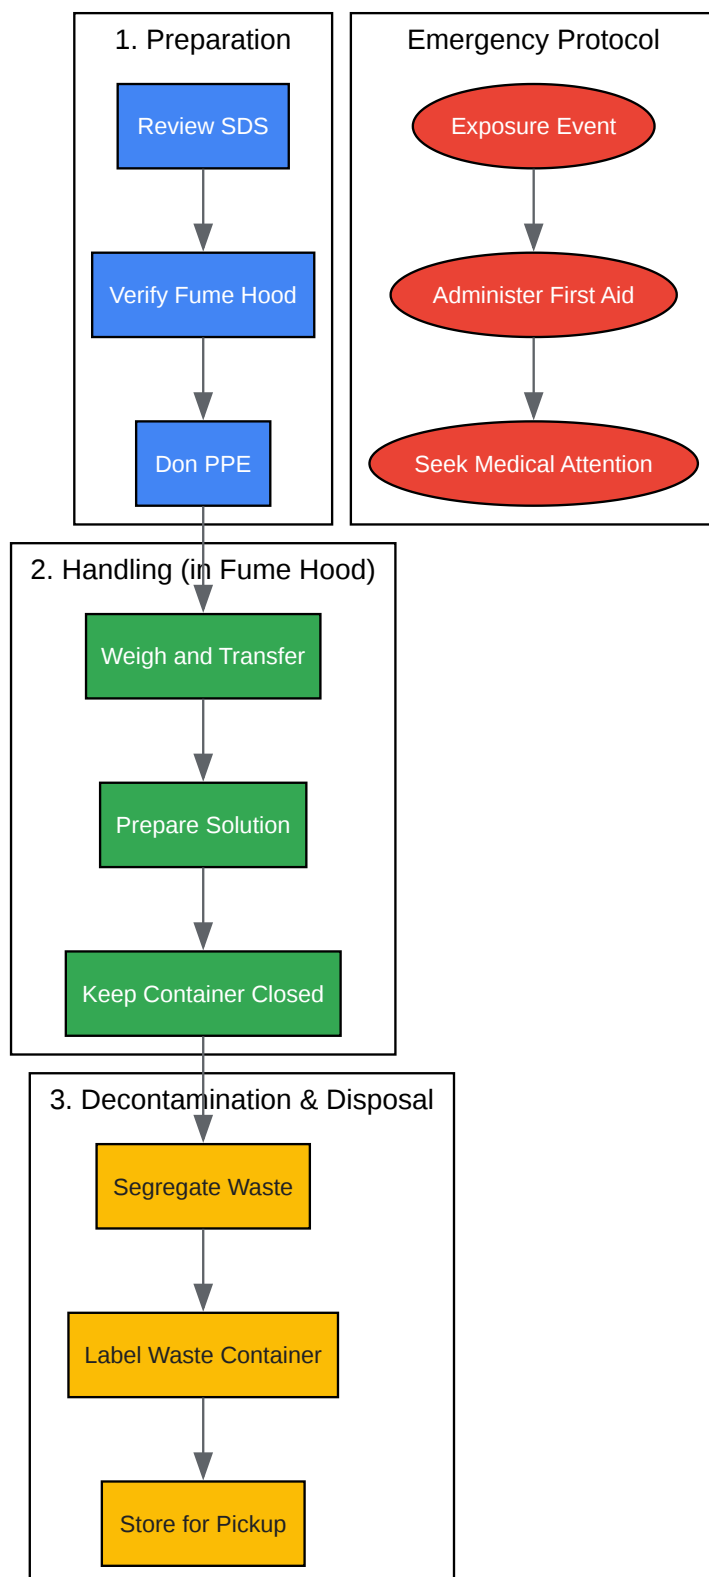 1. Preparation
Review SDS
Verify Fume Hood
Don PPE
Emergency Protocol
Exposure Event
Administer First Aid
Seek Medical Attention
2. Handling (in Fume Hood)
Weigh and Transfer
Prepare Solution
Keep Container Closed
3. Decontamination & Disposal
Segregate Waste
Label Waste Container
Store for Pickup